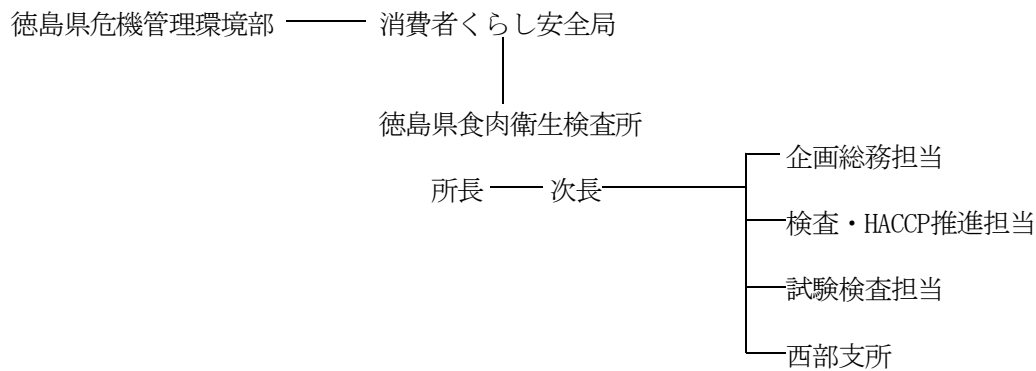 徳島県危機管理環境部 消費者くらし安全局
徳島県食肉衛生検査所
企画総務担当
所長 次長
検査・HACCP推進担当
試験検査担当
西部支所